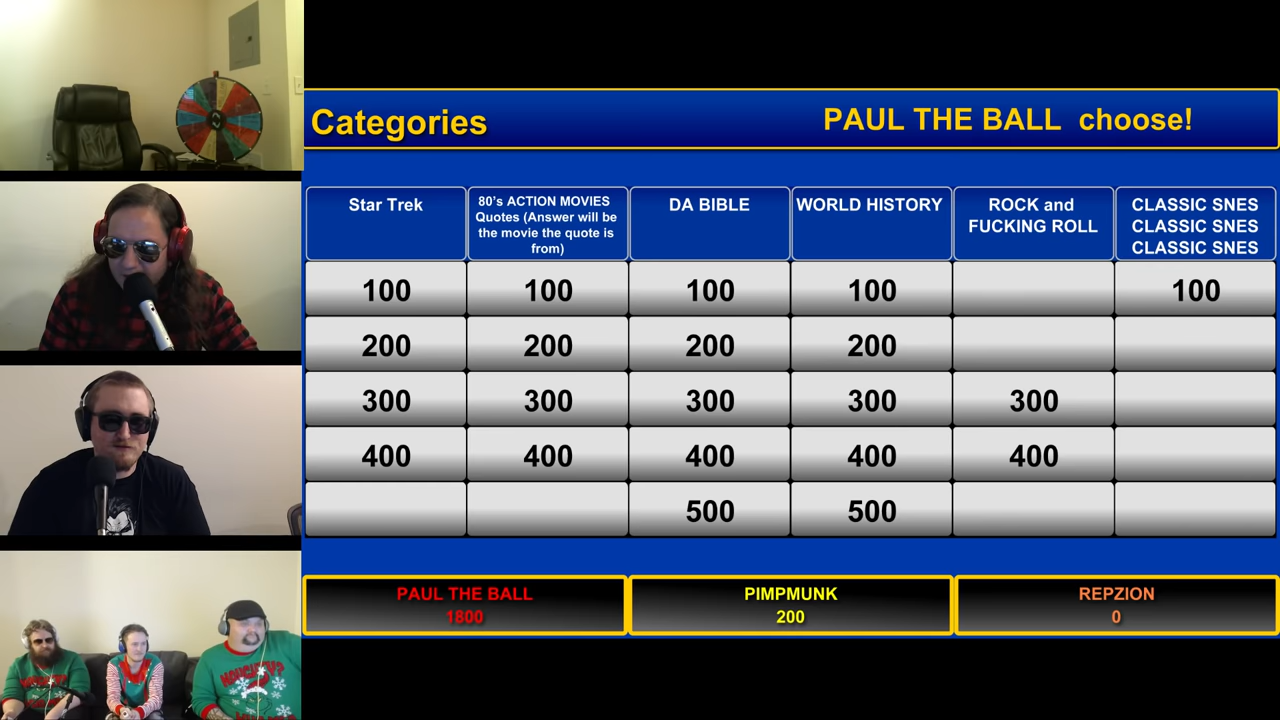 Categories
PAUL THE BALL choose!
Star Trek
80's ACTION MOVIES
Quotes (Answer will be
the movie the quote is
from)
DA BIBLE
WORLD HISTORY
ROCK and
FUCKING ROLL
CLASSIC SNES
CLASSIC SNES
CLASSIC SNES
100 100 100 100 100
200 200 200 200
300 300 300 300 300
400 400 400 400 400
500 500
PAUL THE BALL
1800
PIMPMUNK
200
REPZION
0